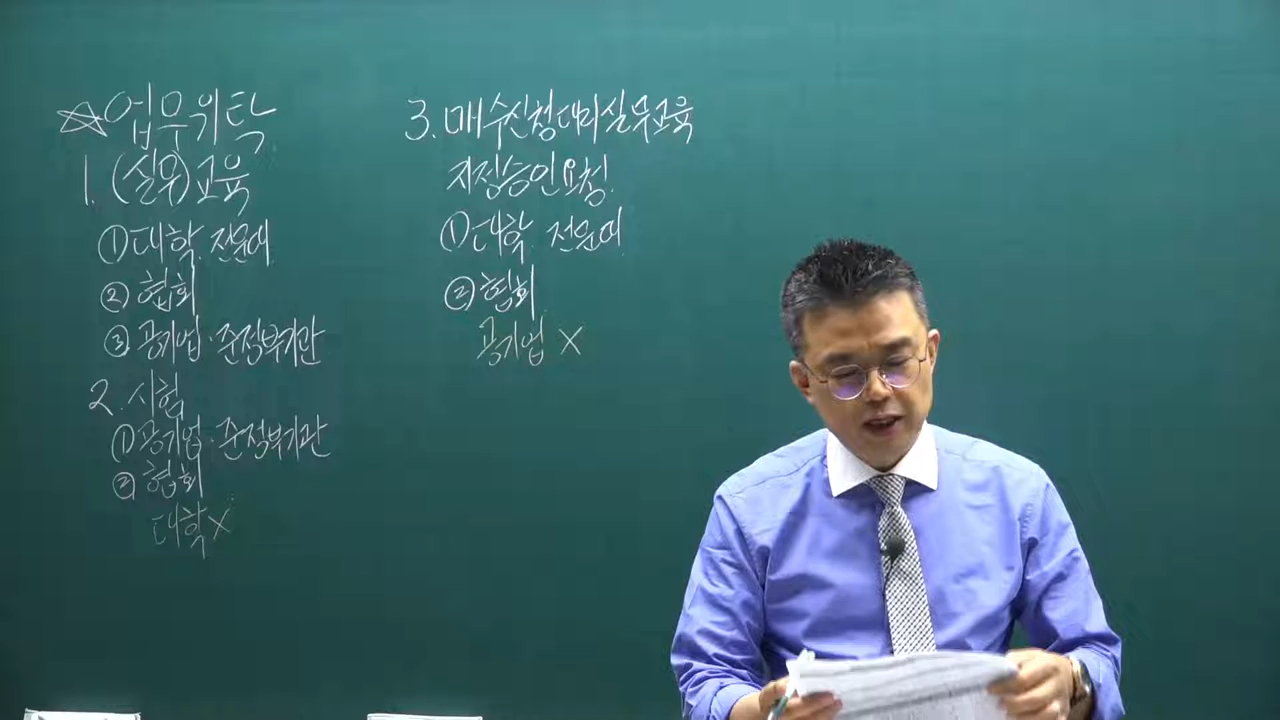 ☆업무위탁
1. (실무)교육
① 대학. 전문대
② 협회
③ 공기업·준정부기관
2. 시험
① 공기업·준정부기관
② 협회
대학 X
3. 매수신청대리실무교육
지정승인요청
① 대학. 전문대
② 협회
공기업 X